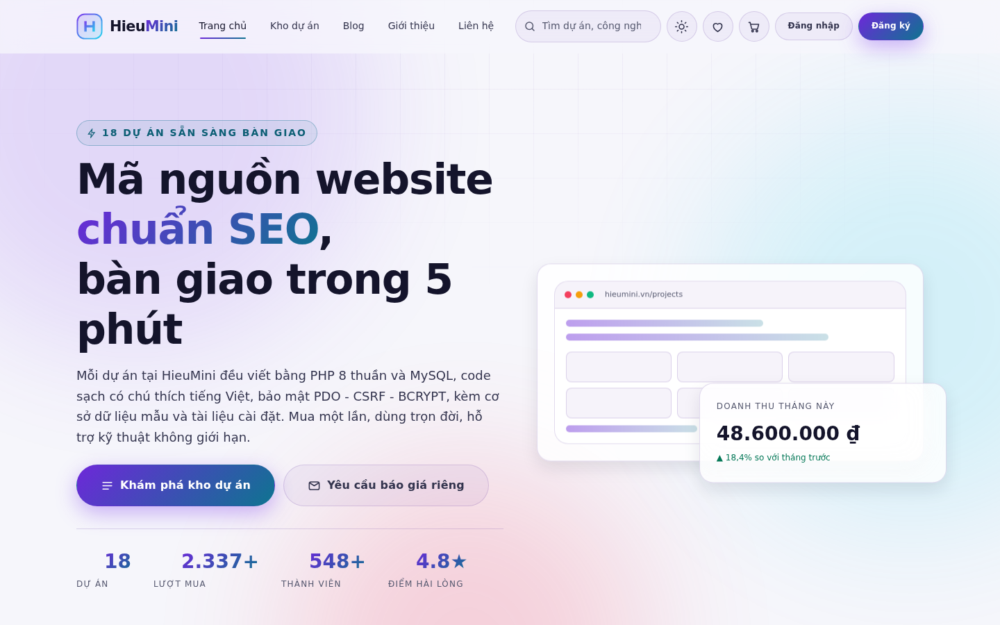 HieuMini
Trang chủ
Kho dự án
Blog
Giới thiệu
Liên hệ
Tìm dự án, công ngh
Đăng nhập
Đăng ký
18 DỰ ÁN SẴN SÀNG BÀN GIAO
Mã nguồn website
chuẩn SEO,
bàn giao trong 5
phút
Mỗi dự án tại HieuMini đều viết bằng PHP 8 thuần và MySQL, code
sạch có chú thích tiếng Việt, bảo mật PDO - CSRF - BCRYPT, kèm cơ
sở dữ liệu mẫu và tài liệu cài đặt. Mua một lần, dùng trọn đời, hỗ
trợ kỹ thuật không giới hạn.
Khám phá kho dự án
Yêu cầu báo giá riêng
18
DỰ ÁN
2.337+
LƯỢT MUA
548+
THÀNH VIÊN
4.8★
ĐIỂM HÀI LÒNG
hieumini.vn/projects
DOANH THU THÁNG NÀY
48.600.000 ₫
▲ 18,4% so với tháng trước